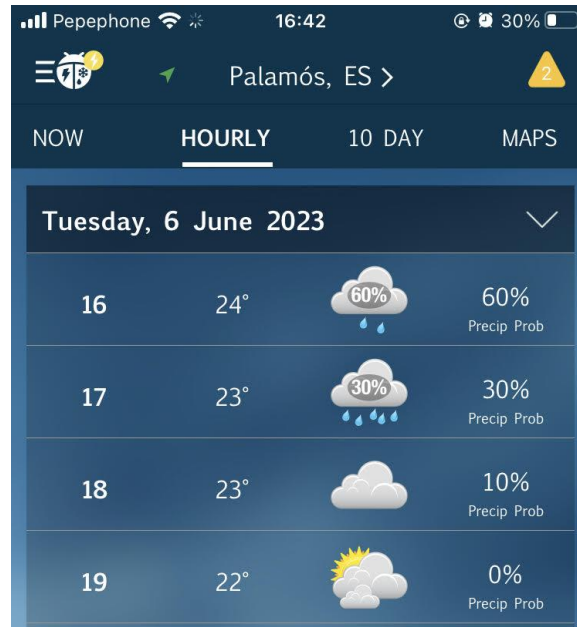 Pepephone 16:42 30%
Palamós, ES > 2
NOW HOURLY 10 DAY MAPS
Tuesday, 6 June 2023
16 24° 60% 60%
Precip Prob
17 23° 30% 30%
Precip Prob
18 23° 10%
Precip Prob
19 22° 0%
Precip Prob